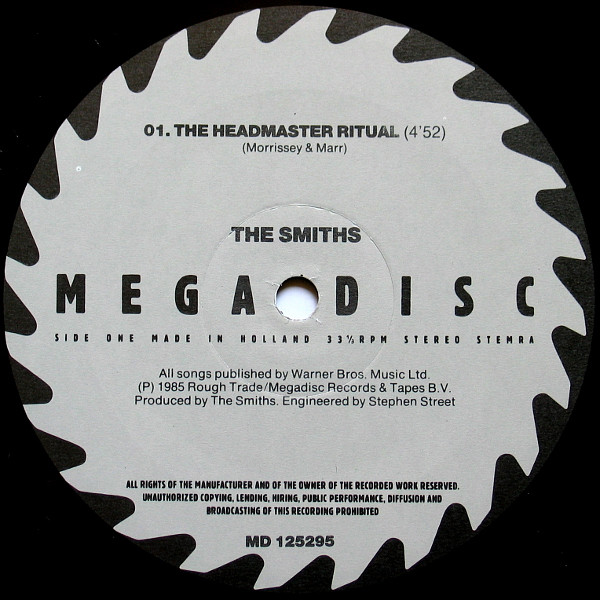 01. THE HEADMASTER RITUAL (4'52)
(Morrissey & Marr)
THE SMITHS
MEGADISC
SIDE ONE MADE IN HOLLAND 33⅓RPM STEREO STEMRA
All songs published by Warner Bros. Music Ltd.
(P) 1985 Rough Trade/Megadisc Records & Tapes B.V.
Produced by The Smiths. Engineered by Stephen Street
ALL RIGHTS OF THE MANUFACTURER AND OF THE OWNER OF THE RECORDED WORK RESERVED.
UNAUTHORIZED COPYING, LENDING, HIRING, PUBLIC PERFORMANCE, DIFFUSION AND
BROADCASTING OF THIS RECORDING PROHIBITED
MD 125295